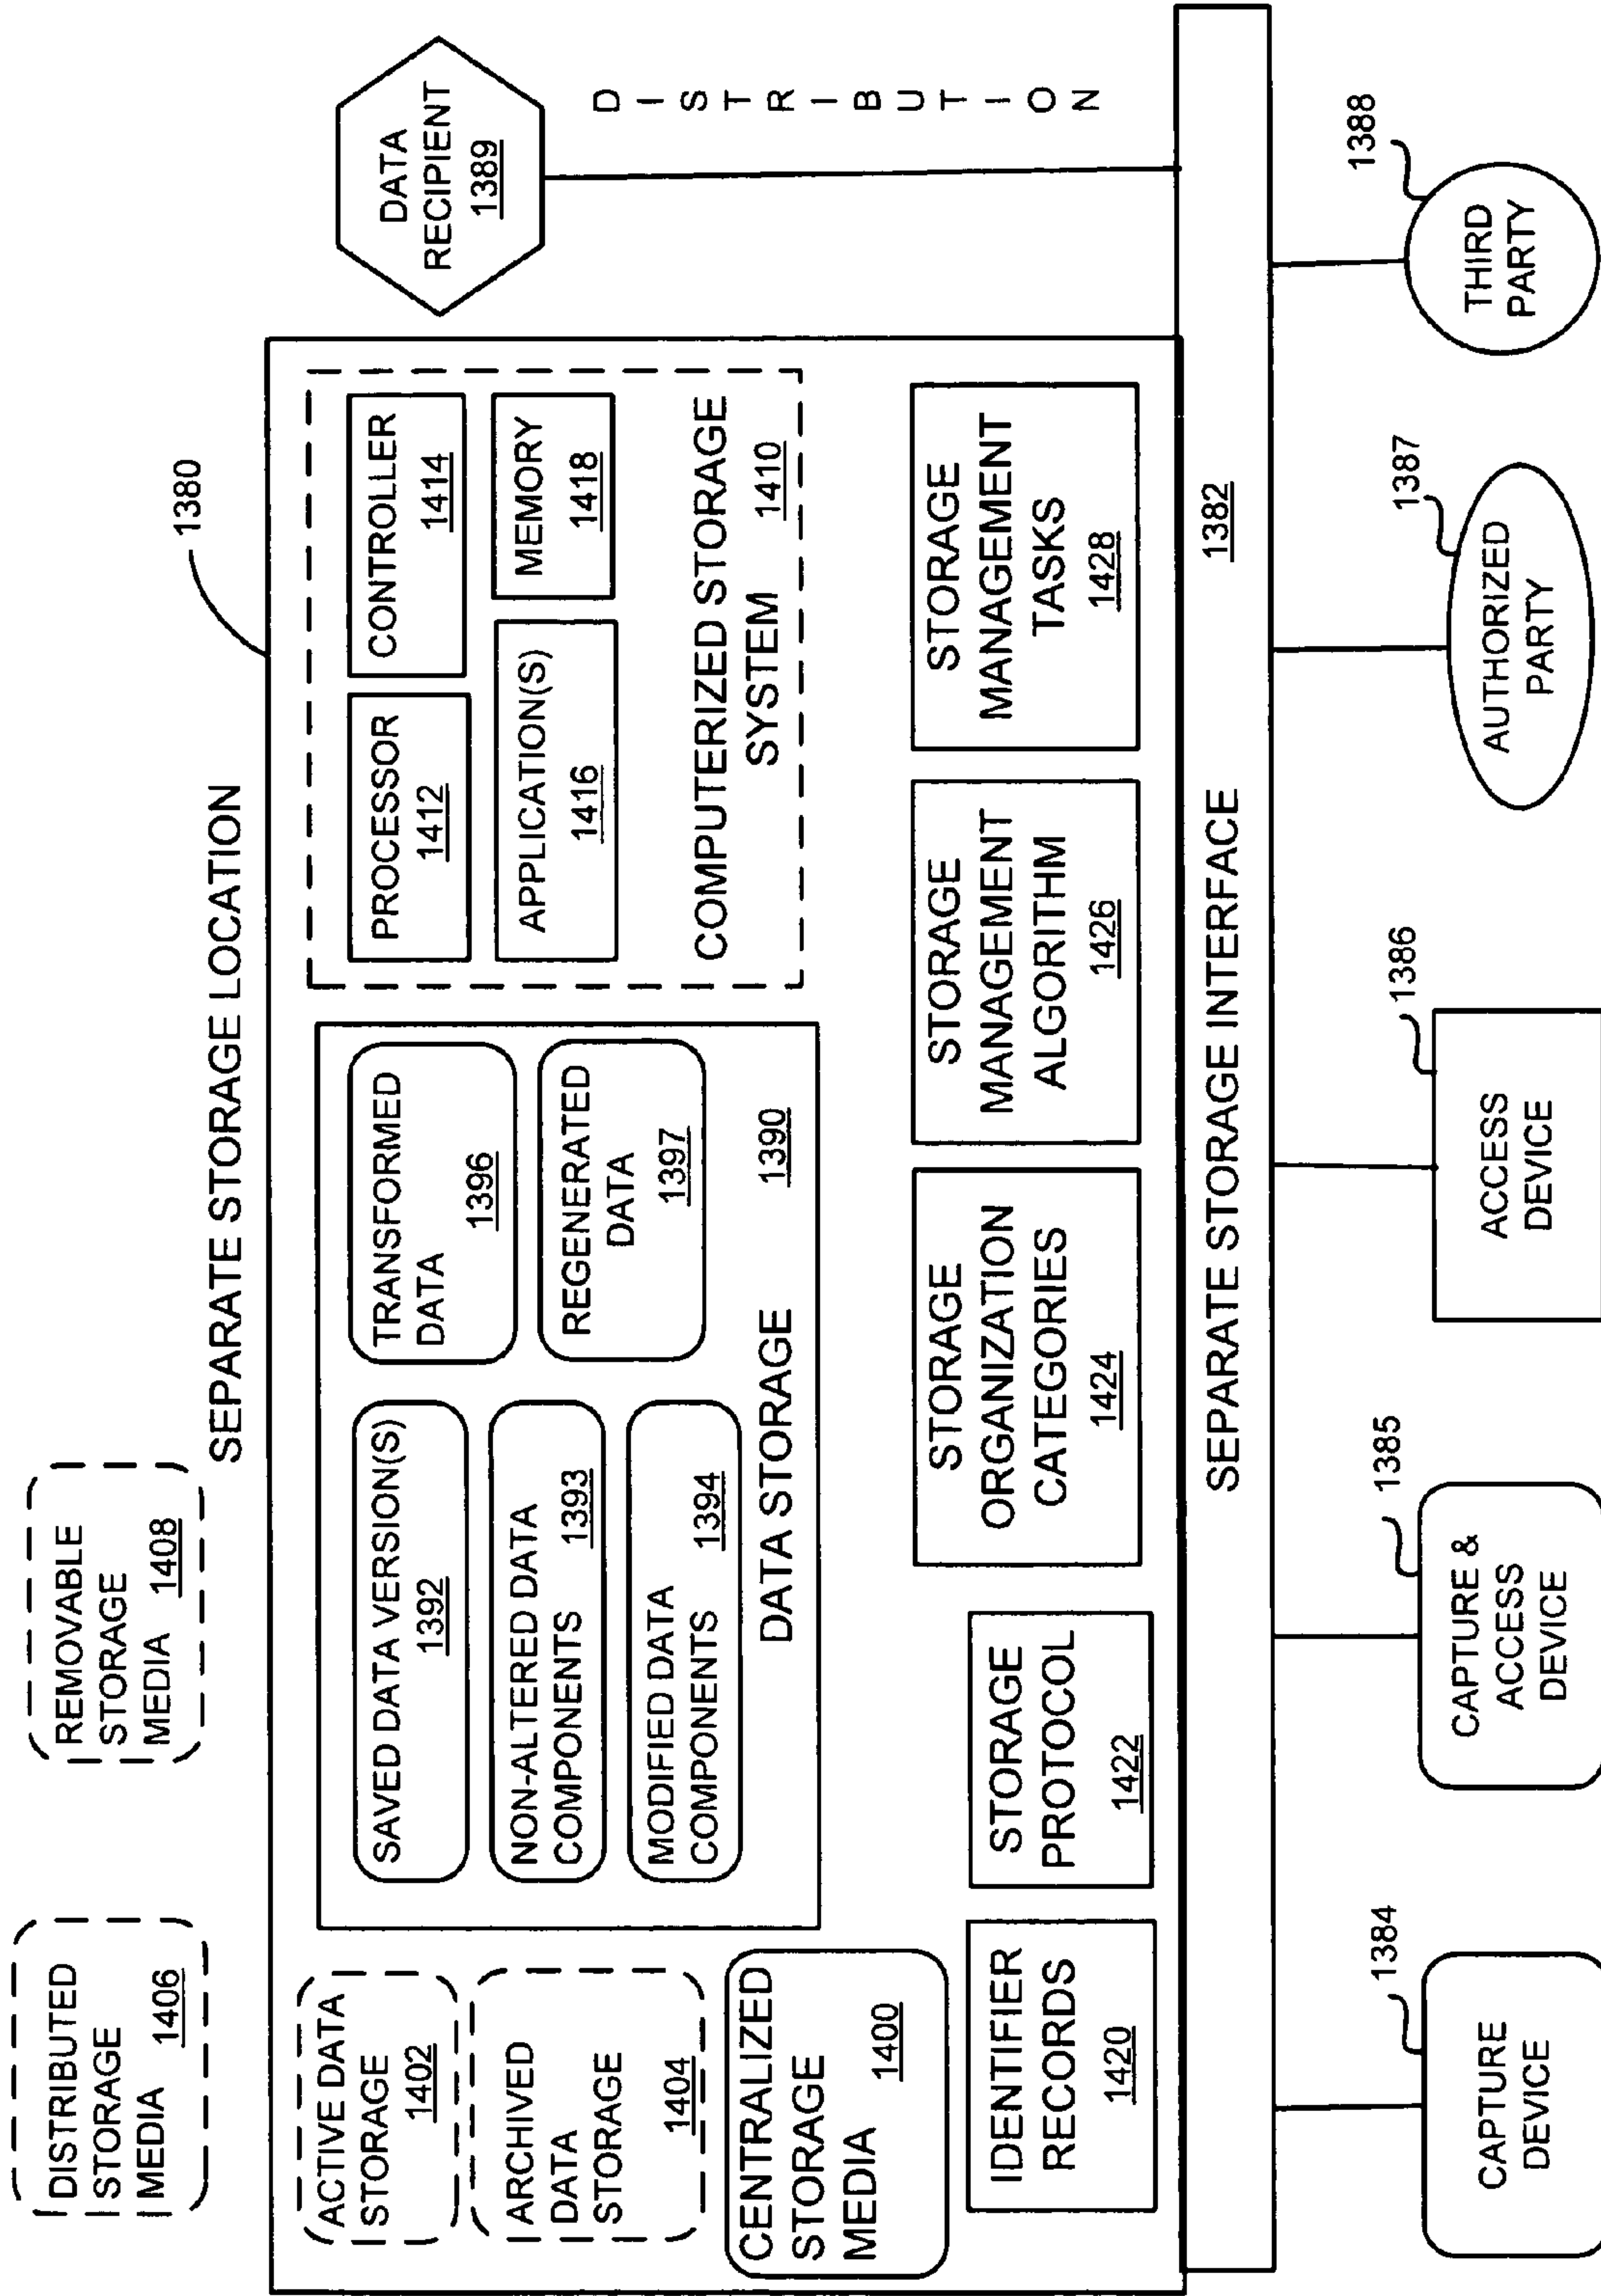 DISTRIBUTED
STORAGE
MEDIA 1406
REMOVABLE
STORAGE
MEDIA 1408
SEPARATE STORAGE LOCATION
1380
ACTIVE DATA
STORAGE
1402
ARCHIVED
DATA
STORAGE
1404
CENTRALIZED
STORAGE
MEDIA 1400
SAVED DATA VERSION(S)
1392
NON-ALTERED DATA
COMPONENTS 1393
MODIFIED DATA
COMPONENTS 1394
TRANSFORMED
DATA
1396
REGENERATED
DATA
1397
DATA STORAGE 1390
PROCESSOR
1412
CONTROLLER
1414
APPLICATION(S)
1416
MEMORY
1418
COMPUTERIZED STORAGE
SYSTEM 1410
DATA
RECIPIENT
1389
DISTRIBUTION
IDENTIFIER
RECORDS
1420
STORAGE
PROTOCOL
1422
STORAGE
ORGANIZATION
CATEGORIES
1424
STORAGE
MANAGEMENT
ALGORITHM
1426
STORAGE
MANAGEMENT
TASKS
1428
SEPARATE STORAGE INTERFACE 1382
1384
CAPTURE
DEVICE
1385
CAPTURE &
ACCESS
DEVICE
1386
ACCESS
DEVICE
1387
AUTHORIZED
PARTY
1388
THIRD
PARTY